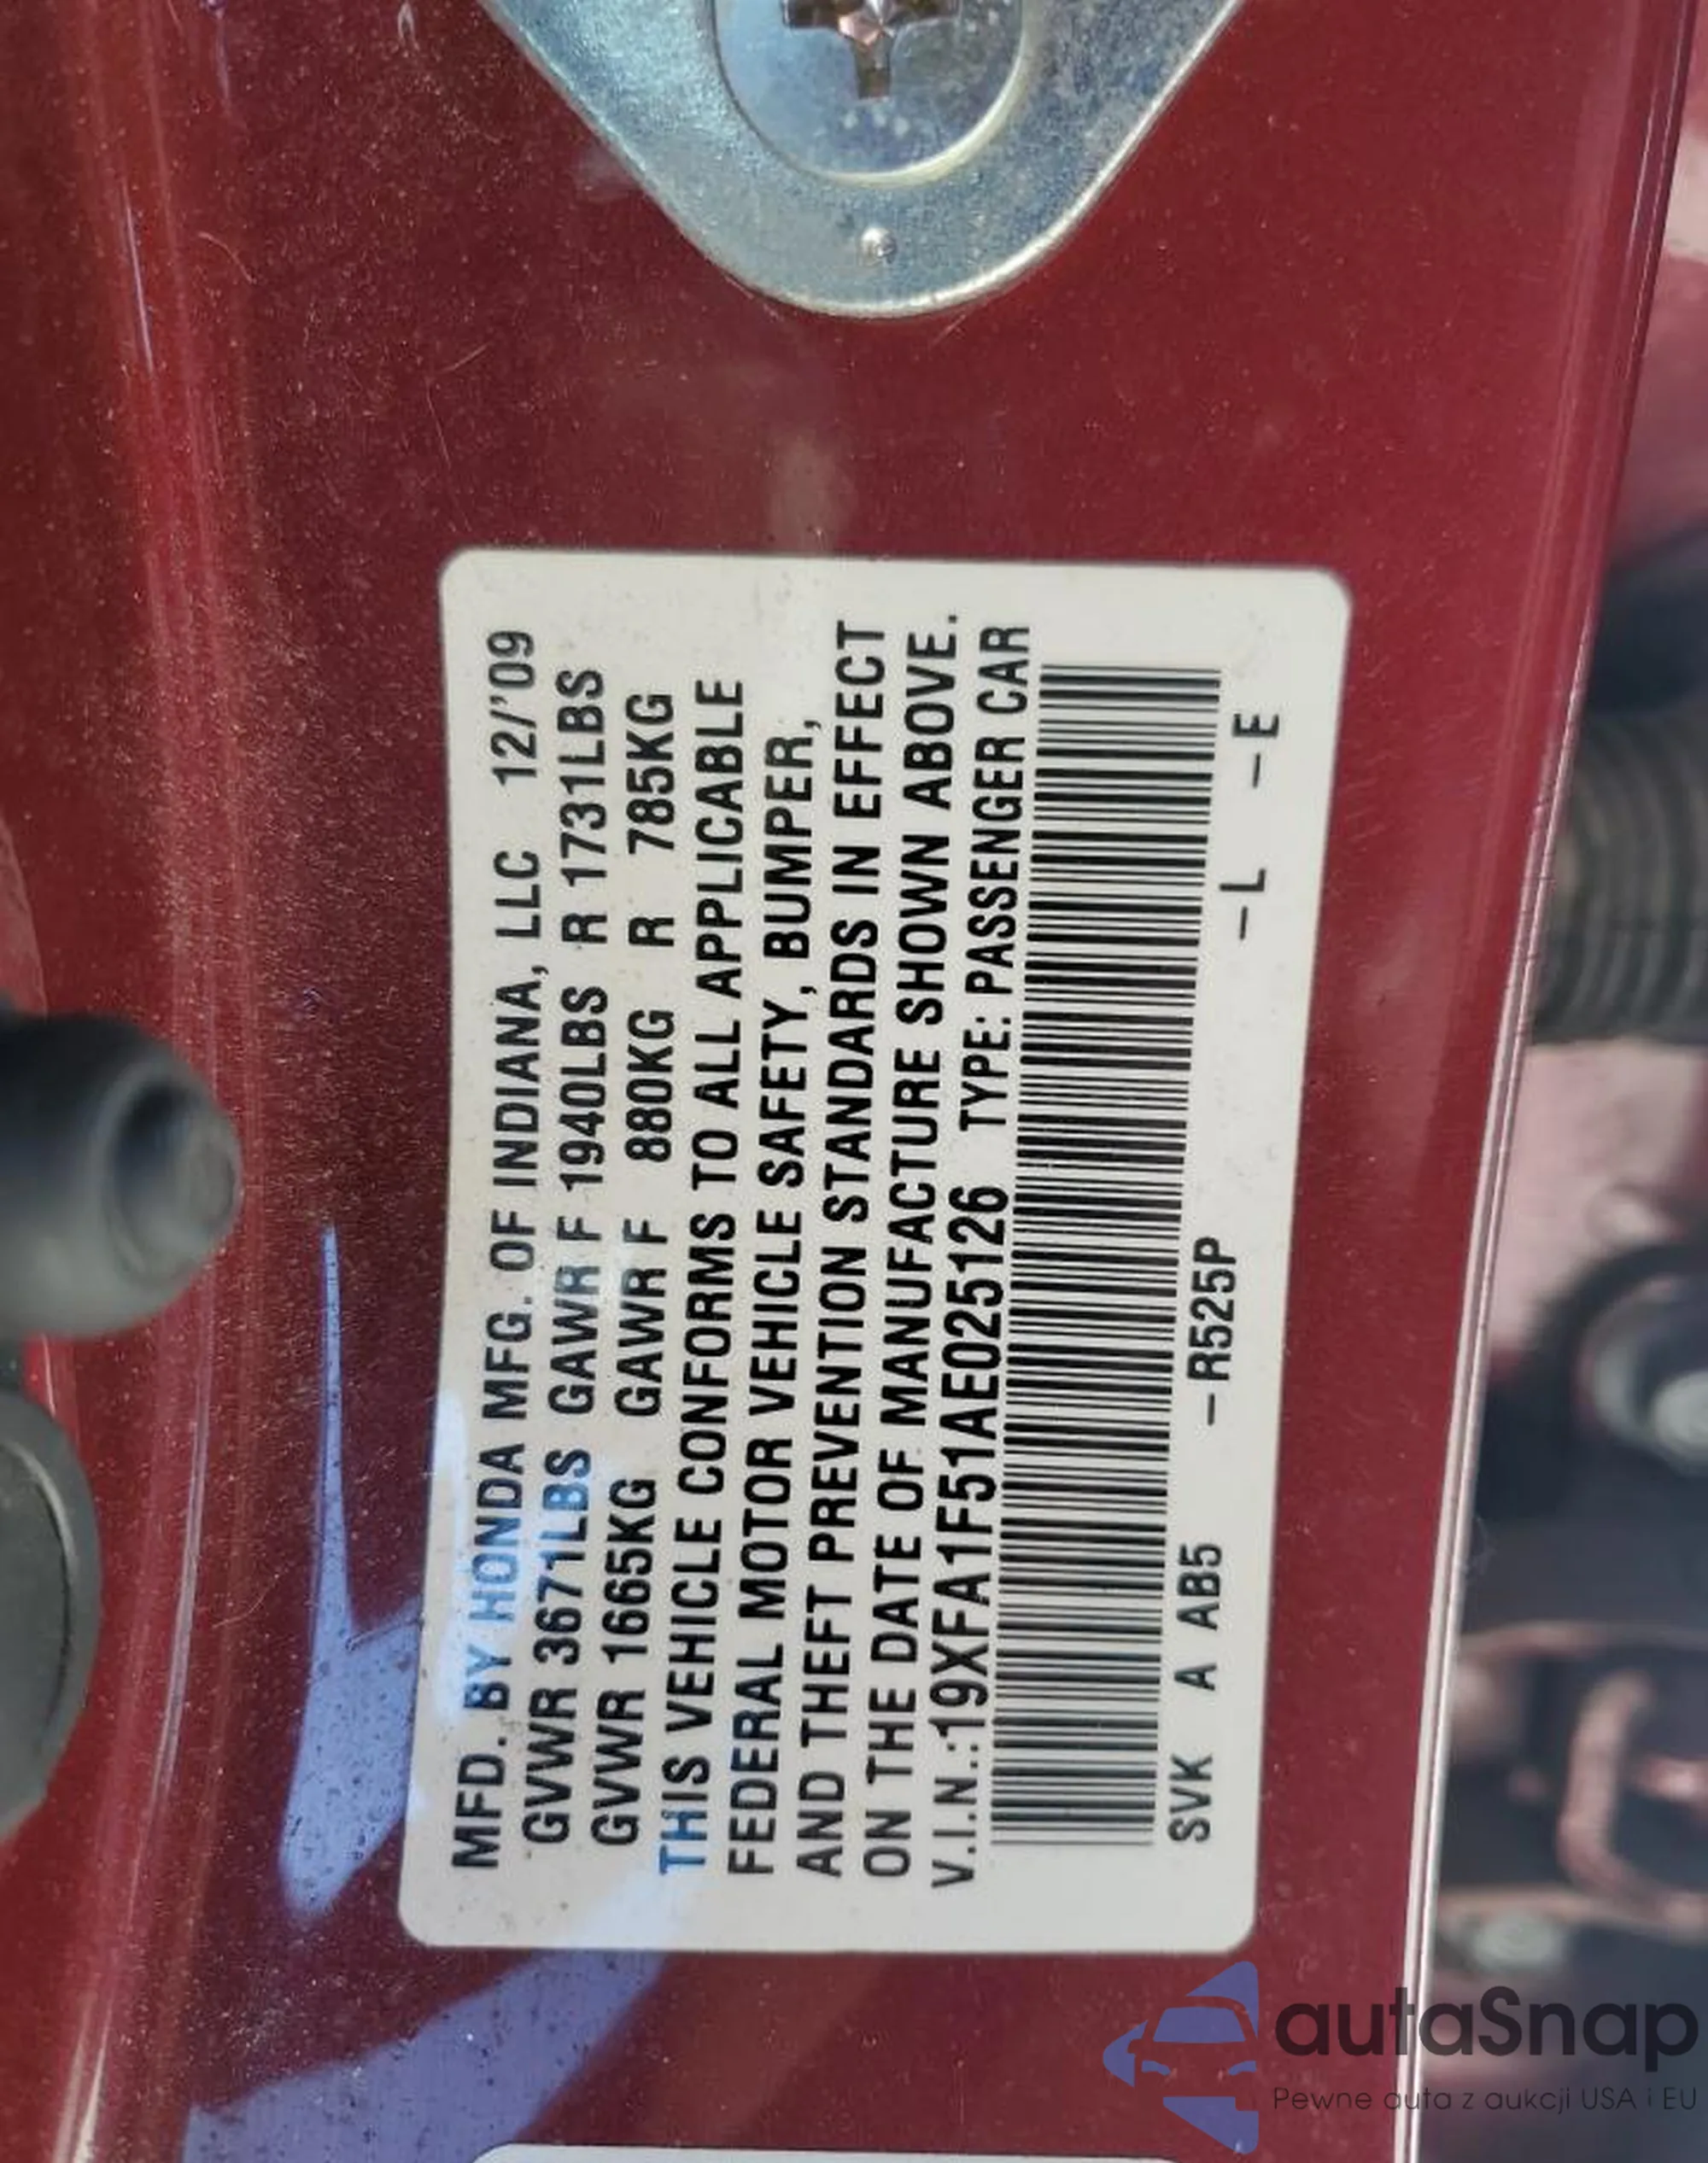 MFD. BY HONDA MFG. OF INDIANA, LLC 12/'09
GVWR 3671LBS GAWR F 1940LBS R 1731LBS
GVWR 1665KG GAWR F 880KG R 785KG
THIS VEHICLE CONFORMS TO ALL APPLICABLE
FEDERAL MOTOR VEHICLE SAFETY, BUMPER,
AND THEFT PREVENTION STANDARDS IN EFFECT
ON THE DATE OF MANUFACTURE SHOWN ABOVE.
V.I.N.:19XFA1F51AE025126 TYPE: PASSENGER CAR
SVK A AB5 –R525P –L –E
autaSnap
Pewne auta z aukcji USA i EU